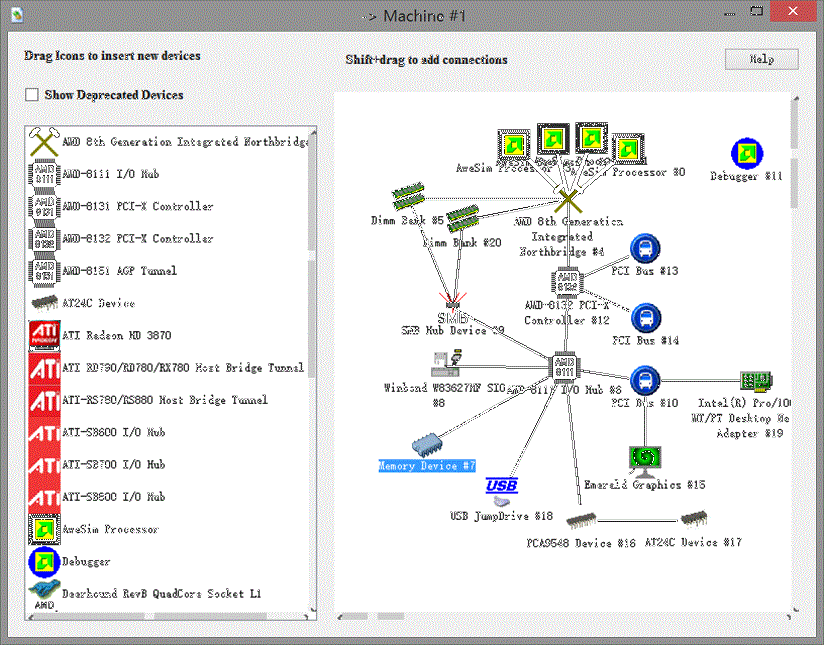 -> Machine #1
Drag Icons to insert new devices
Shift+drag to add connections
Help
Show Deprecated Devices
AMD 8th Generation Integrated Northbridge
AMD-8111 I/O Hub
AMD-8131 PCI-X Controller
AMD-8132 PCI-X Controller
AMD-8151 AGP Tunnel
AT24C Device
ATI Radeon HD 3870
ATI RD790/RD780/RX780 Host Bridge Tunnel
ATI-RS780/RS880 Host Bridge Tunnel
ATI-SB600 I/O Hub
ATI-SB700 I/O Hub
ATI-SB800 I/O Hub
AweSim Processor
Debugger
Deerhound RevB QuadCore Socket L1
AweSim Processor #0
Debugger #11
Dimm Bank #5
Dimm Bank #20
AMD 8th Generation
Integrated
Northbridge #4
PCI Bus #13
AMD-8132 PCI-X
Controller #12
SMB
SMB Hub Device #9
PCI Bus #14
AMD
8111
Winbond W83627HF SIO
#8
AMD-8111 I/O Hub #6
PCI Bus #10
Intel(R) Pro/100
MT/PT Desktop Ne
Adapter #19
Memory Device #7
Emerald Graphics #15
USB
USB JumpDrive #18
PCA9548 Device #16
AT24C Device #17